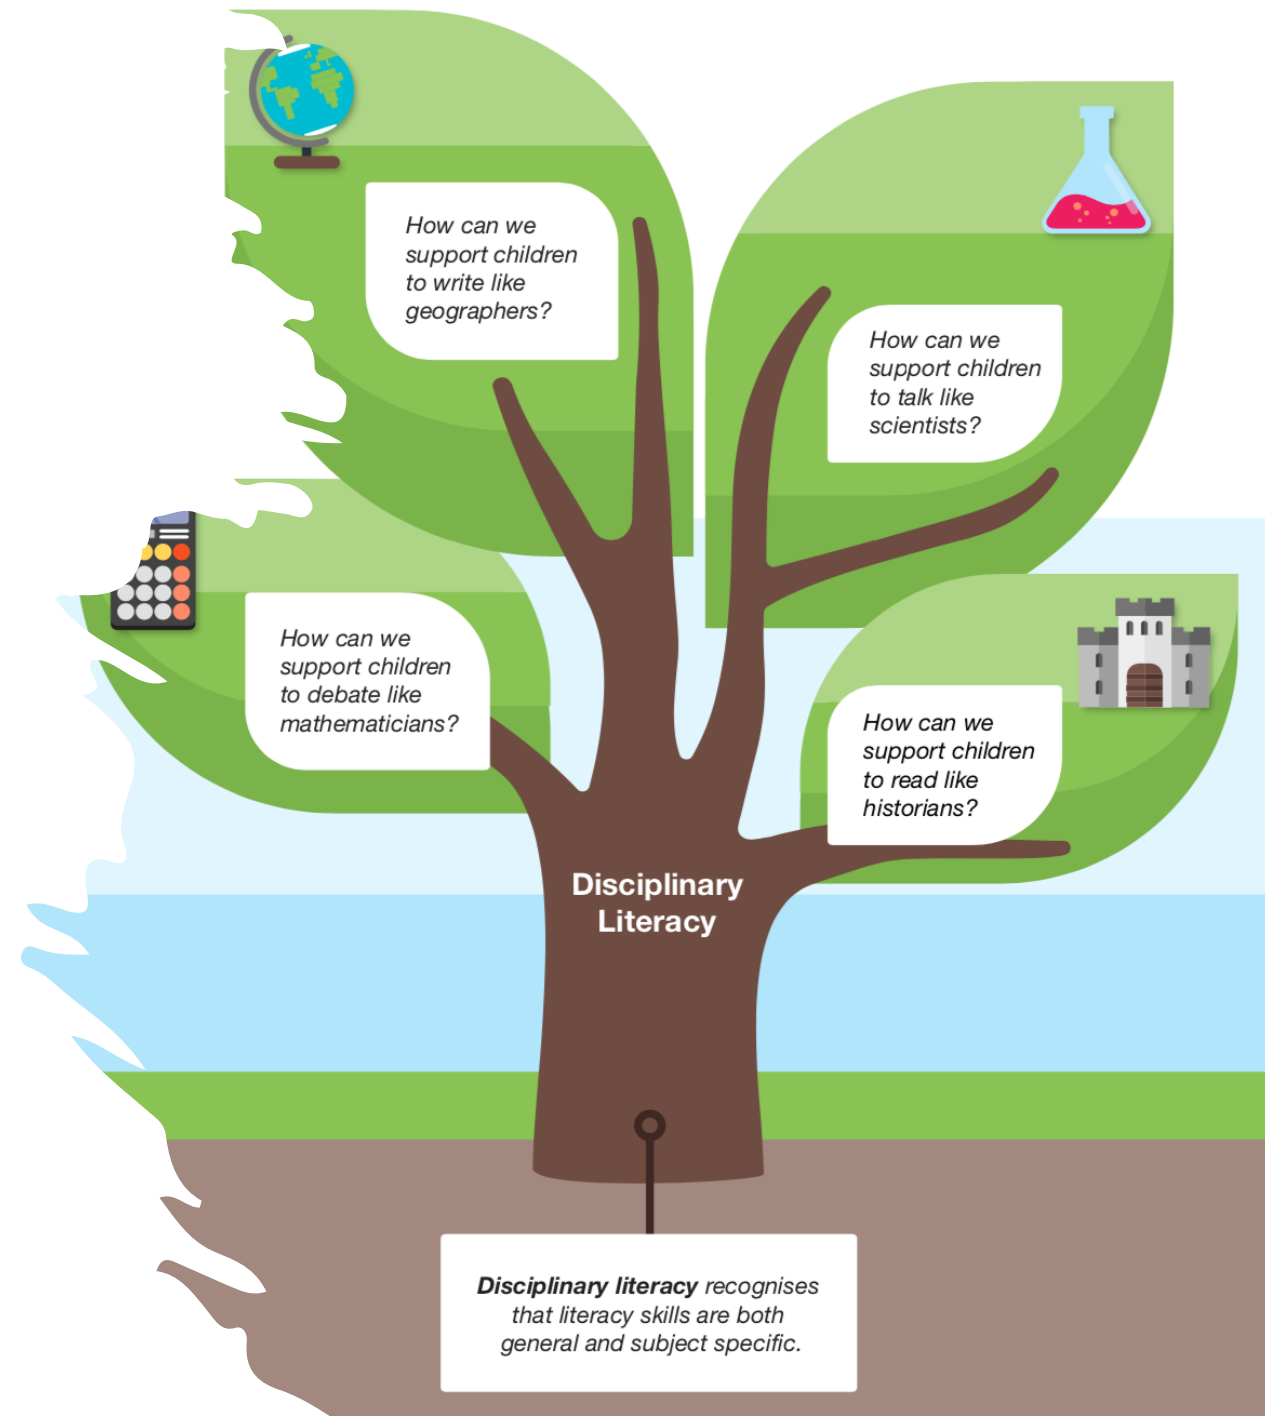 How can we
support children
to write like
geographers?
How can we
support children
to talk like
scientists?
How can we
support children
to debate like
mathematicians?
How can we
support children
to read like
historians?
Disciplinary
Literacy
Disciplinary literacy recognises
that literacy skills are both
general and subject specific.